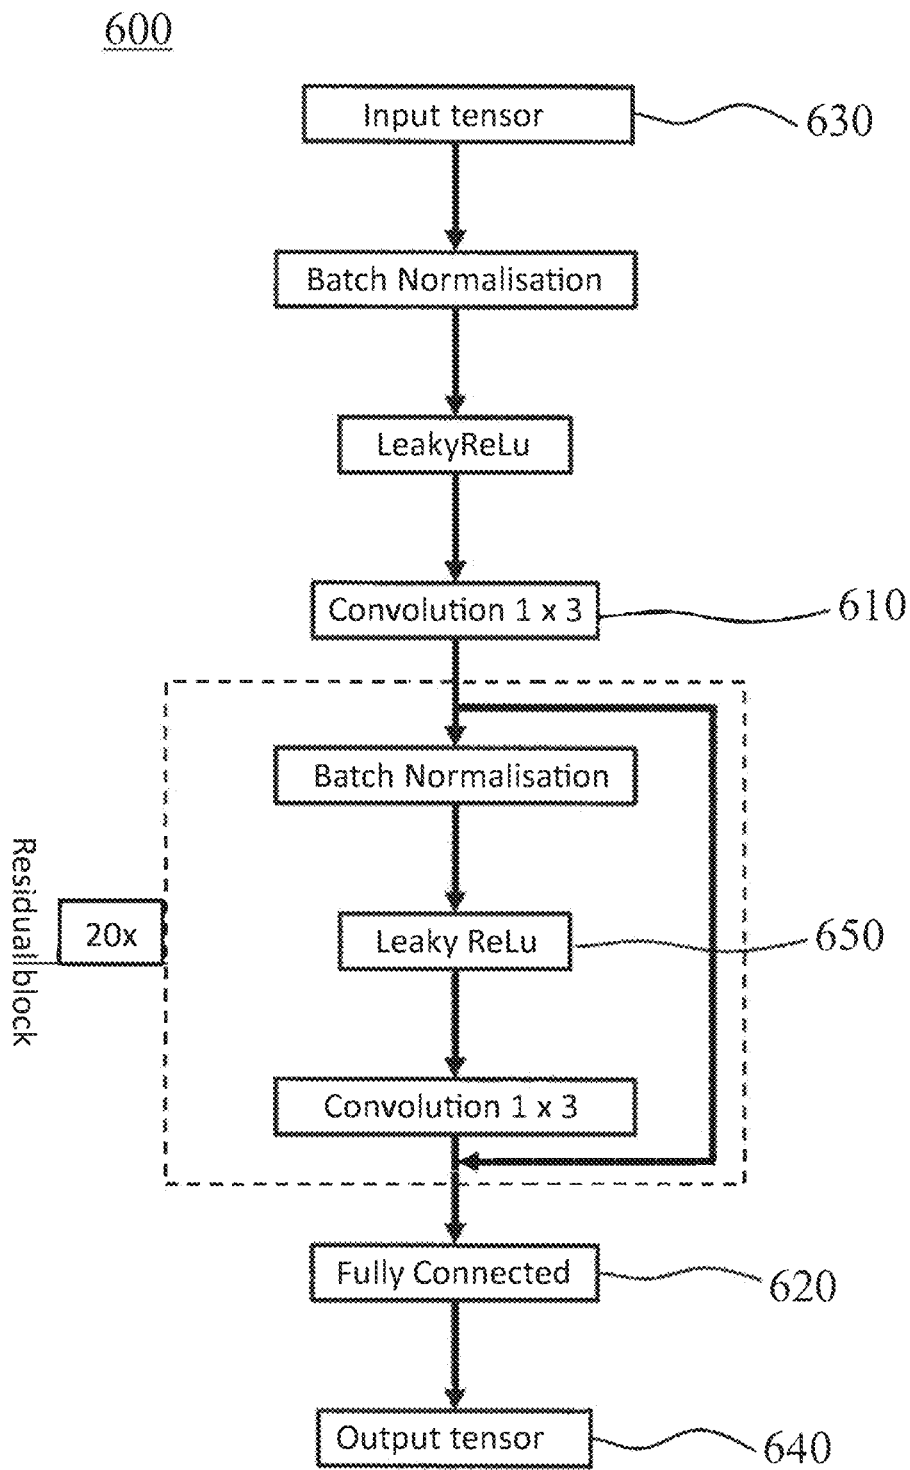 600
Input tensor
630
Batch Normalisation
LeakyReLu
Convolution 1 x 3
610
Batch Normalisation
Residual block
20x
Leaky ReLu
650
Convolution 1 x 3
Fully Connected
620
Output tensor
640